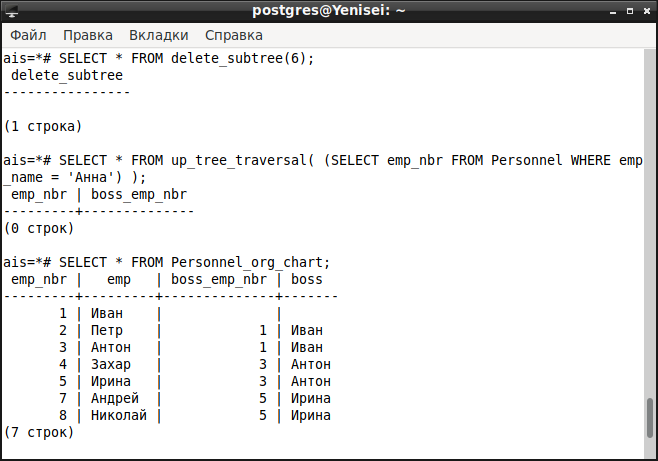 postgres@Yenisei: ~
Файл Правка Вкладки Справка
ais=*# SELECT * FROM delete_subtree(6);
 delete_subtree
----------------

(1 строка)

ais=*# SELECT * FROM up_tree_traversal( (SELECT emp_nbr FROM Personnel WHERE emp
_name = 'Анна') );
 emp_nbr | boss_emp_nbr
---------+--------------
(0 строк)

ais=*# SELECT * FROM Personnel_org_chart;
 emp_nbr |   emp   | boss_emp_nbr | boss
---------+---------+--------------+-------
       1 | Иван    |              |
       2 | Петр    |            1 | Иван
       3 | Антон   |            1 | Иван
       4 | Захар   |            3 | Антон
       5 | Ирина   |            3 | Антон
       7 | Андрей  |            5 | Ирина
       8 | Николай |            5 | Ирина
(7 строк)